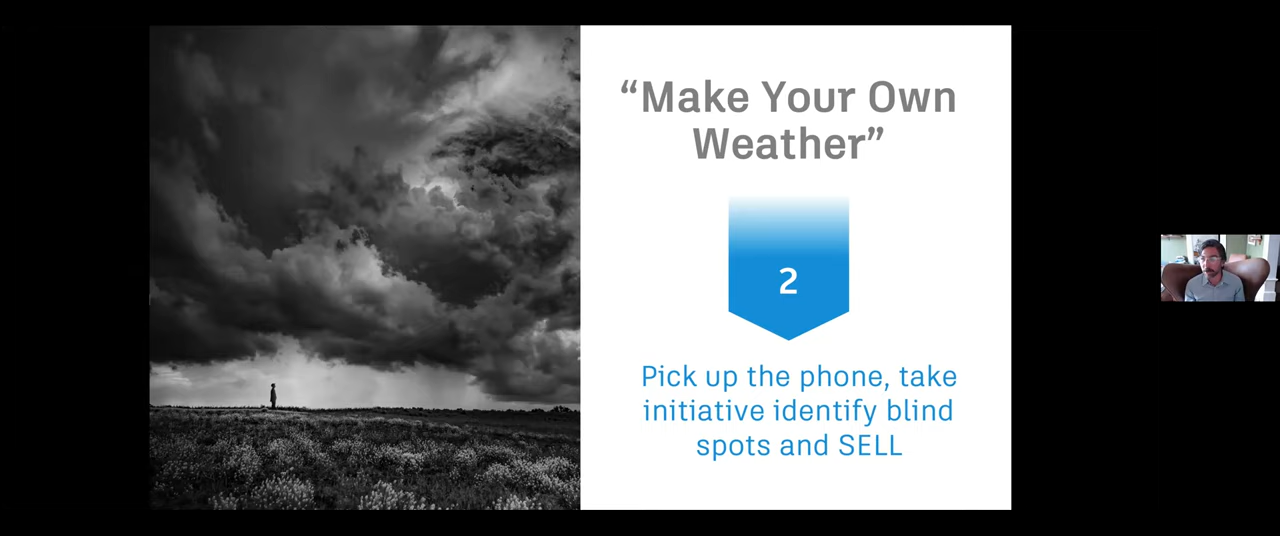 “Make Your Own
Weather”
2
Pick up the phone, take
initiative identify blind
spots and SELL